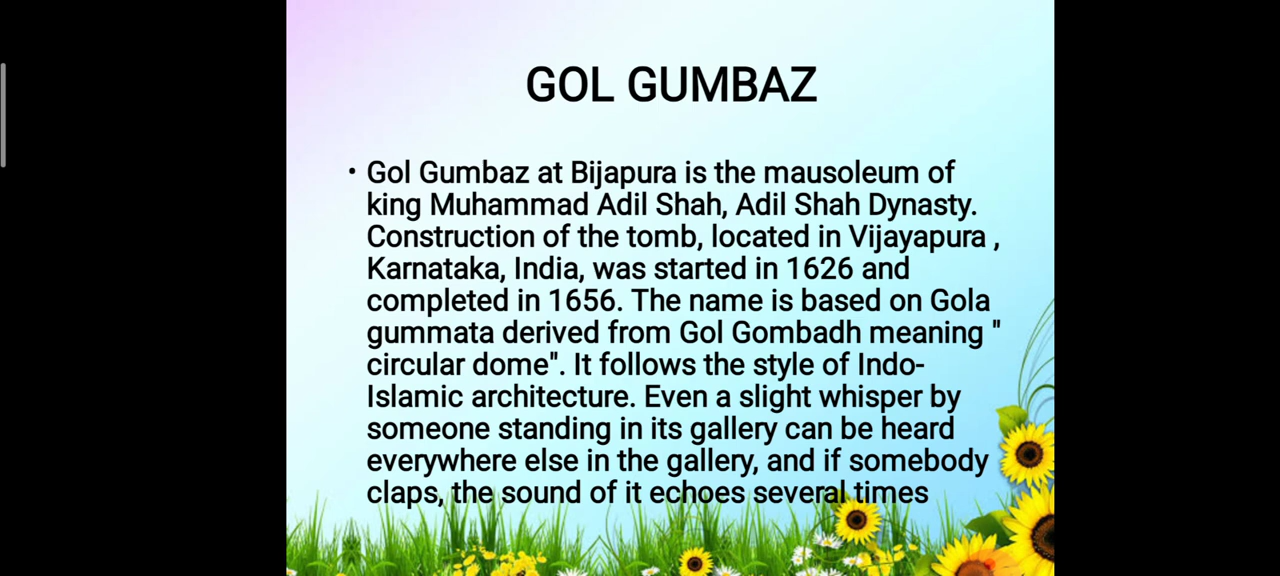 GOL GUMBAZ
• Gol Gumbaz at Bijapura is the mausoleum of
king Muhammad Adil Shah, Adil Shah Dynasty.
Construction of the tomb, located in Vijayapura ,
Karnataka, India, was started in 1626 and
completed in 1656. The name is based on Gola
gummata derived from Gol Gombadh meaning "
circular dome". It follows the style of Indo-
Islamic architecture. Even a slight whisper by
someone standing in its gallery can be heard
everywhere else in the gallery, and if somebody
claps, the sound of it echoes several times